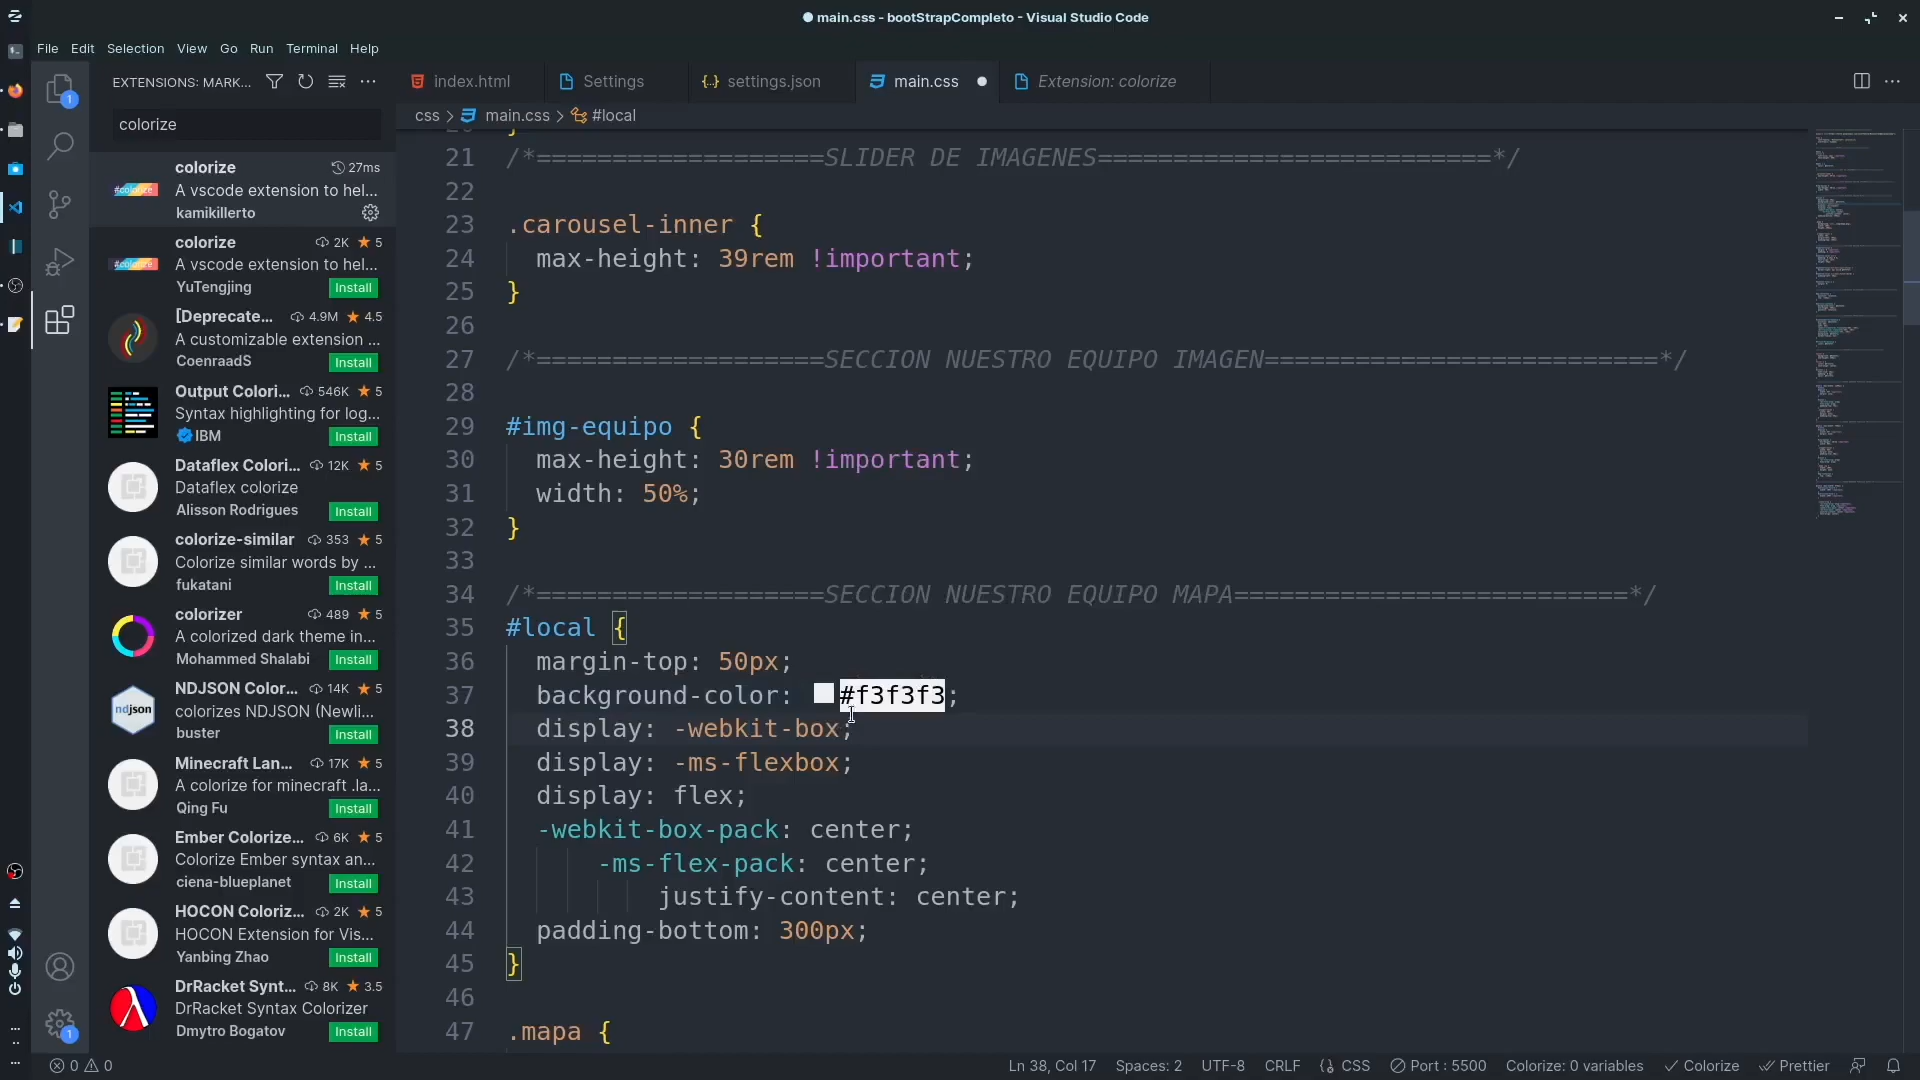 main.css - bootStrapCompleto - Visual Studio Code
File Edit Selection View Go Run Terminal Help
EXTENSIONS: MARK...
colorize
colorize 27ms
#colorize
A vscode extension to hel...
kamikillerto
colorize 2K 5
#colorize
A vscode extension to hel...
YuTengjing Install
[Deprecate... 4.9M 4.5
A customizable extension ...
CoenraadS Install
Output Colori... 546K 5
Syntax highlighting for log...
IBM Install
Dataflex Colori... 12K 5
Dataflex colorize
Alisson Rodrigues Install
colorize-similar 353 5
Colorize similar words by ...
fukatani Install
colorizer 489 5
A colorized dark theme in...
Mohammed Shalabi Install
NDJSON Color... 14K 5
ndjson
colorizes NDJSON (Newli...
buster Install
Minecraft Lan... 17K 5
A colorize for minecraft .la...
Qing Fu Install
Ember Colorize... 6K 5
Colorize Ember syntax an...
ciena-blueplanet Install
HOCON Coloriz... 2K 5
HOCON Extension for Vis...
Yanbing Zhao Install
DrRacket Synt... 8K 3.5
DrRacket Syntax Colorizer
Dmytro Bogatov Install
1
1
index.html Settings settings.json main.css Extension: colorize
css > main.css > #local
21 /*===================SLIDER DE IMAGENES==========================*/
22
23 .carousel-inner {
24 max-height: 39rem !important;
25 }
26
27 /*===================SECCION NUESTRO EQUIPO IMAGEN==========================*/
28
29 #img-equipo {
30 max-height: 30rem !important;
31 width: 50%;
32 }
33
34 /*===================SECCION NUESTRO EQUIPO MAPA==========================*/
35 #local {
36 margin-top: 50px;
37 background-color: #f3f3f3;
38 display: -webkit-box;
39 display: -ms-flexbox;
40 display: flex;
41 -webkit-box-pack: center;
42 -ms-flex-pack: center;
43 justify-content: center;
44 padding-bottom: 300px;
45 }
46
47 .mapa {
0 0 Ln 38, Col 17 Spaces: 2 UTF-8 CRLF {} CSS Port : 5500 Colorize: 0 variables Colorize Prettier